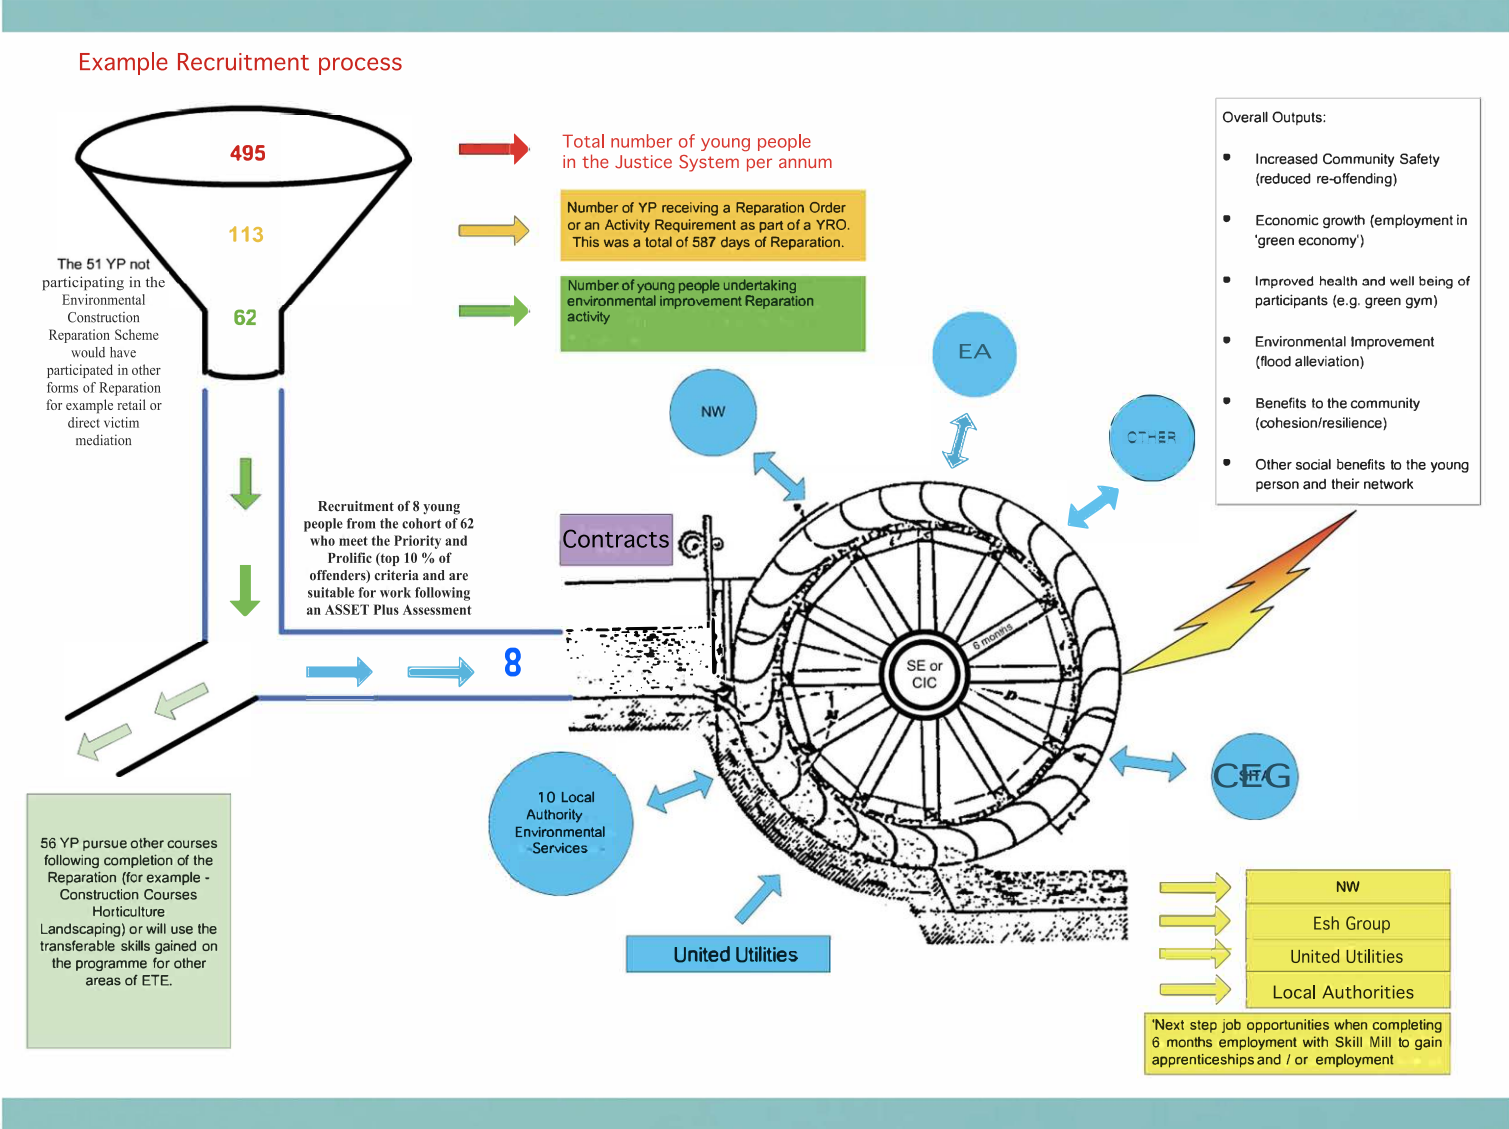 Example Recruitment process
495
113
62
Total number of young people
in the Justice System per annum
Number of YP receiving a Reparation Order
or an Activity Requirement as part of a YRO.
This was a total of 587 days of Reparation.
Number of young people undertaking
environmental improvement Reparation
activity
The 51 YP not
participating in the
Environmental
Construction
Reparation Scheme
would have
participated in other
forms of Reparation
for example retail or
direct victim
mediation
Recruitment of 8 young
people from the cohort of 62
who meet the Priority and
Prolific (top 10 % of
offenders) criteria and are
suitable for work following
an ASSET Plus Assessment
8
56 YP pursue other courses
following completion of the
Reparation (for example -
Construction Courses
Horticulture
Landscaping) or will use the
transferable skills gained on
the programme for other
areas of ETE.
Contracts
NW
EA
OTHER
6 months
SE or
CIC
D
M
CEG
SITA
10 Local
Authority
Environmental
Services
United Utilities
Overall Outputs:
• Increased Community Safety
(reduced re-offending)
• Economic growth (employment in
'green economy')
• Improved health and well being of
participants (e.g. green gym)
• Environmental Improvement
(flood alleviation)
• Benefits to the community
(cohesion/resilience)
• Other social benefits to the young
person and their network
NW
Esh Group
United Utilities
Local Authorities
'Next step job opportunities when completing
6 months employment with Skill Mill to gain
apprenticeships and / or employment